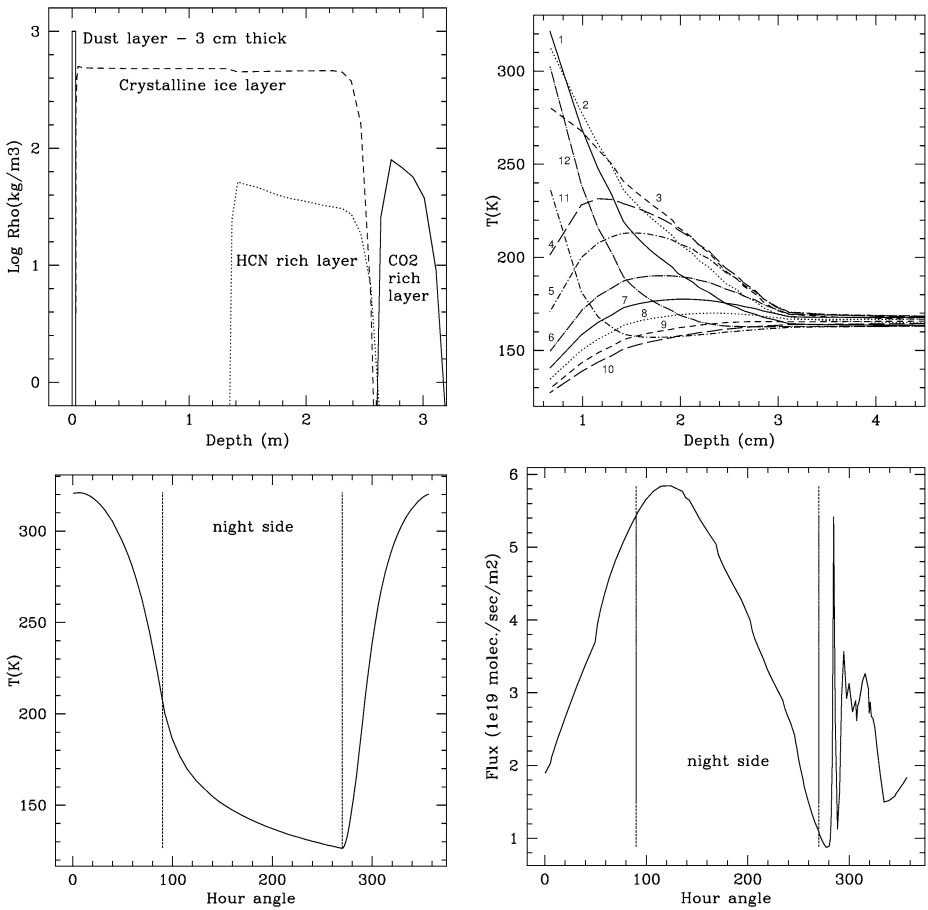 Log Rho(kg/m3)
3
2
1
0
Dust layer – 3 cm thick
Crystalline ice layer
HCN rich layer
CO2
rich
layer
0
1
2
3
Depth (m)
T(K)
300
250
200
150
1
2
12
11
3
4
5
6
7
8
9
10
1
2
3
4
Depth (cm)
T(K)
300
250
200
150
night side
0
100
200
300
Hour angle
Flux (1e19 molec./sec/m2)
6
5
4
3
2
1
night side
0
100
200
300
Hour angle